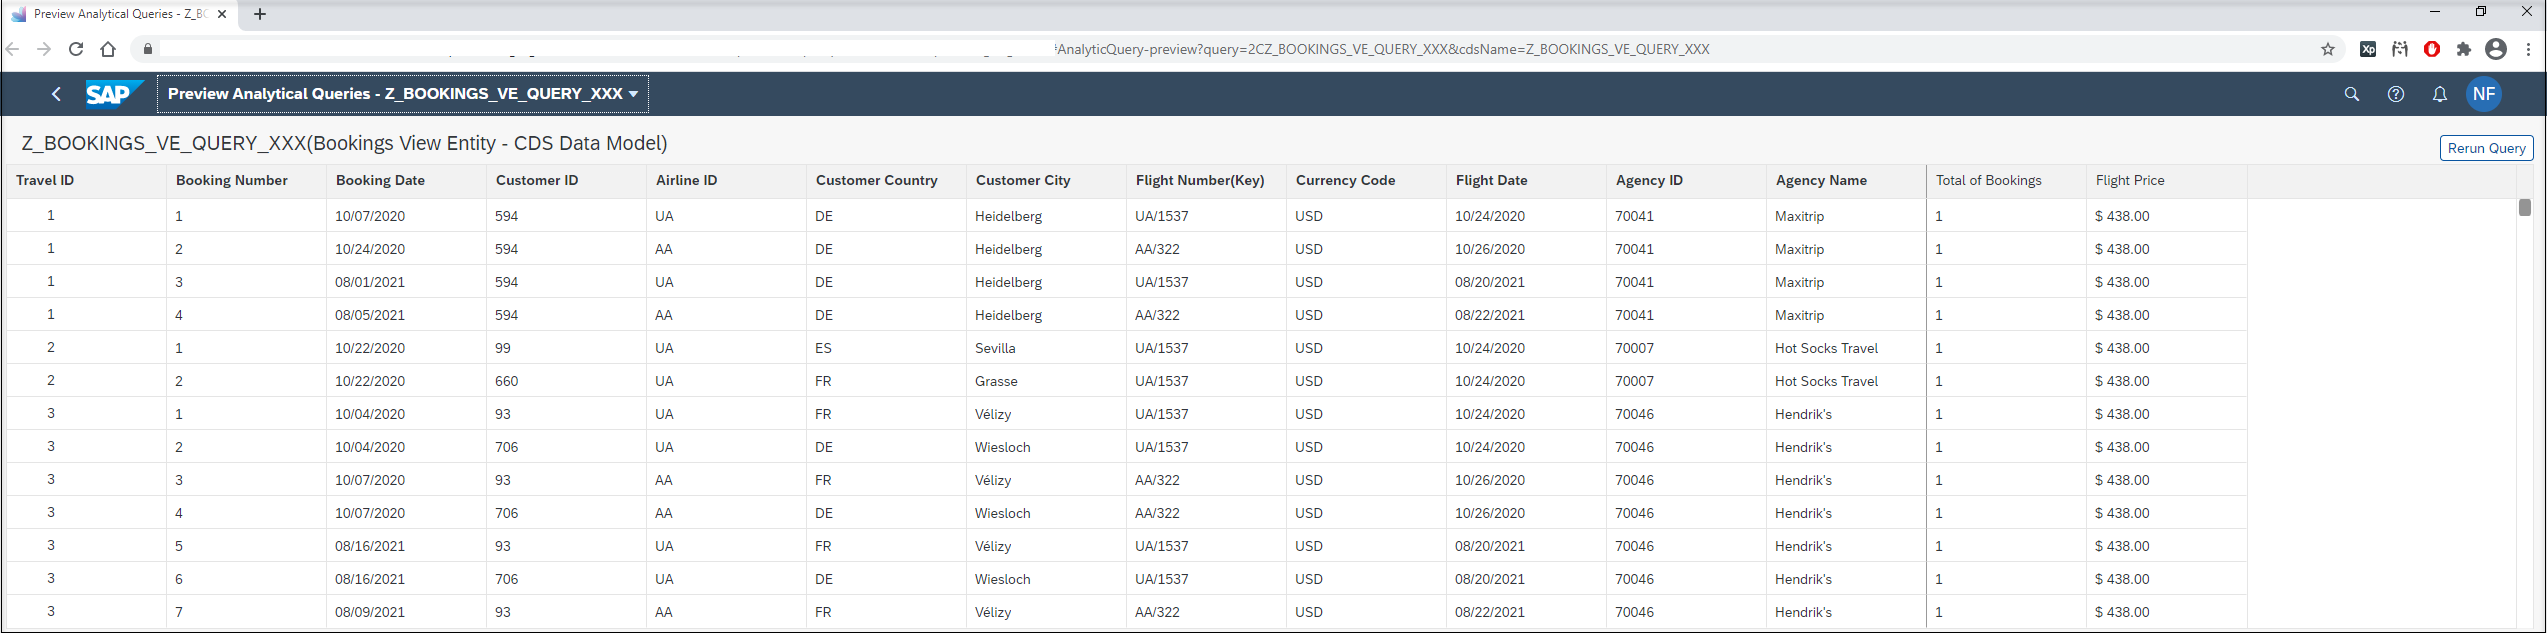 Preview Analytical Queries - Z_BO
#AnalyticQuery-preview?query=2CZ_BOOKINGS_VE_QUERY_XXX&cdsName=Z_BOOKINGS_VE_QUERY_XXX
Xp
SAP Preview Analytical Queries - Z_BOOKINGS_VE_QUERY_XXX NF
Z_BOOKINGS_VE_QUERY_XXX(Bookings View Entity - CDS Data Model)
Rerun Query
Travel ID Booking Number Booking Date Customer ID Airline ID Customer Country Customer City Flight Number(Key) Currency Code Flight Date Agency ID Agency Name Total of Bookings Flight Price
1 1 10/07/2020 594 UA DE Heidelberg UA/1537 USD 10/24/2020 70041 Maxitrip 1 $ 438.00
1 2 10/24/2020 594 AA DE Heidelberg AA/322 USD 10/26/2020 70041 Maxitrip 1 $ 438.00
1 3 08/01/2021 594 UA DE Heidelberg UA/1537 USD 08/20/2021 70041 Maxitrip 1 $ 438.00
1 4 08/05/2021 594 AA DE Heidelberg AA/322 USD 08/22/2021 70041 Maxitrip 1 $ 438.00
2 1 10/22/2020 99 UA ES Sevilla UA/1537 USD 10/24/2020 70007 Hot Socks Travel 1 $ 438.00
2 2 10/22/2020 660 UA FR Grasse UA/1537 USD 10/24/2020 70007 Hot Socks Travel 1 $ 438.00
3 1 10/04/2020 93 UA FR Vélizy UA/1537 USD 10/24/2020 70046 Hendrik's 1 $ 438.00
3 2 10/04/2020 706 UA DE Wiesloch UA/1537 USD 10/24/2020 70046 Hendrik's 1 $ 438.00
3 3 10/07/2020 93 AA FR Vélizy AA/322 USD 10/26/2020 70046 Hendrik's 1 $ 438.00
3 4 10/07/2020 706 AA DE Wiesloch AA/322 USD 10/26/2020 70046 Hendrik's 1 $ 438.00
3 5 08/16/2021 93 UA FR Vélizy UA/1537 USD 08/20/2021 70046 Hendrik's 1 $ 438.00
3 6 08/16/2021 706 UA DE Wiesloch UA/1537 USD 08/20/2021 70046 Hendrik's 1 $ 438.00
3 7 08/09/2021 93 AA FR Vélizy AA/322 USD 08/22/2021 70046 Hendrik's 1 $ 438.00